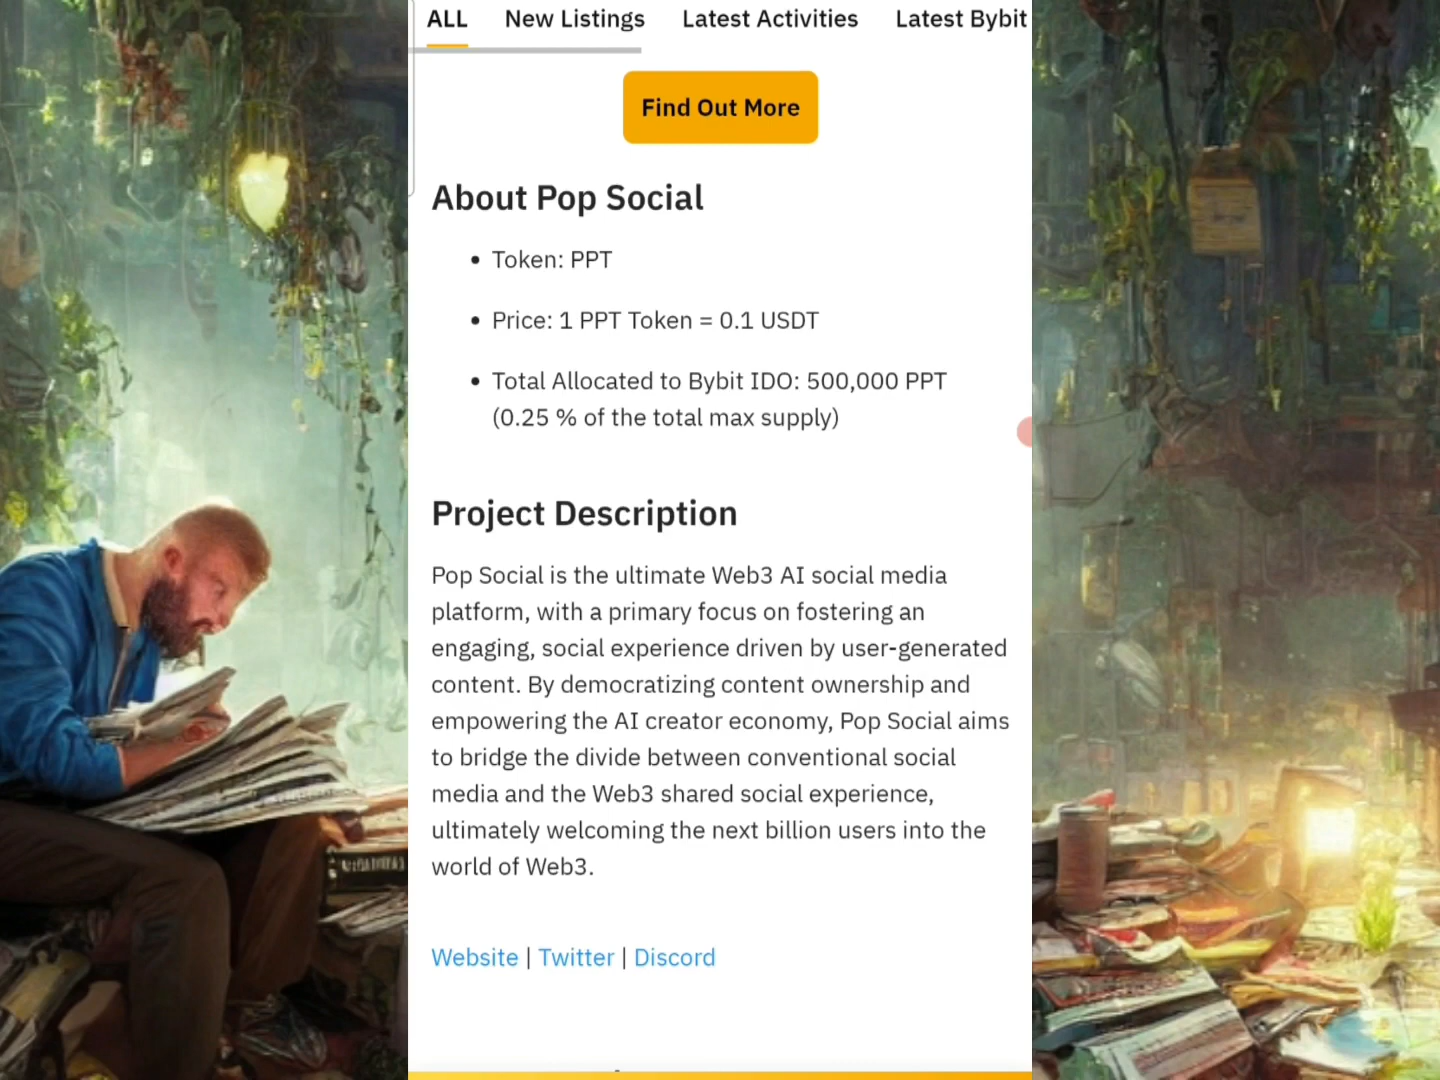 ALL New Listings Latest Activities Latest Bybit
Find Out More
About Pop Social
• Token: PPT
• Price: 1 PPT Token = 0.1 USDT
• Total Allocated to Bybit IDO: 500,000 PPT
(0.25 % of the total max supply)
Project Description
Pop Social is the ultimate Web3 AI social media
platform, with a primary focus on fostering an
engaging, social experience driven by user-generated
content. By democratizing content ownership and
empowering the AI creator economy, Pop Social aims
to bridge the divide between conventional social
media and the Web3 shared social experience,
ultimately welcoming the next billion users into the
world of Web3.
Website | Twitter | Discord